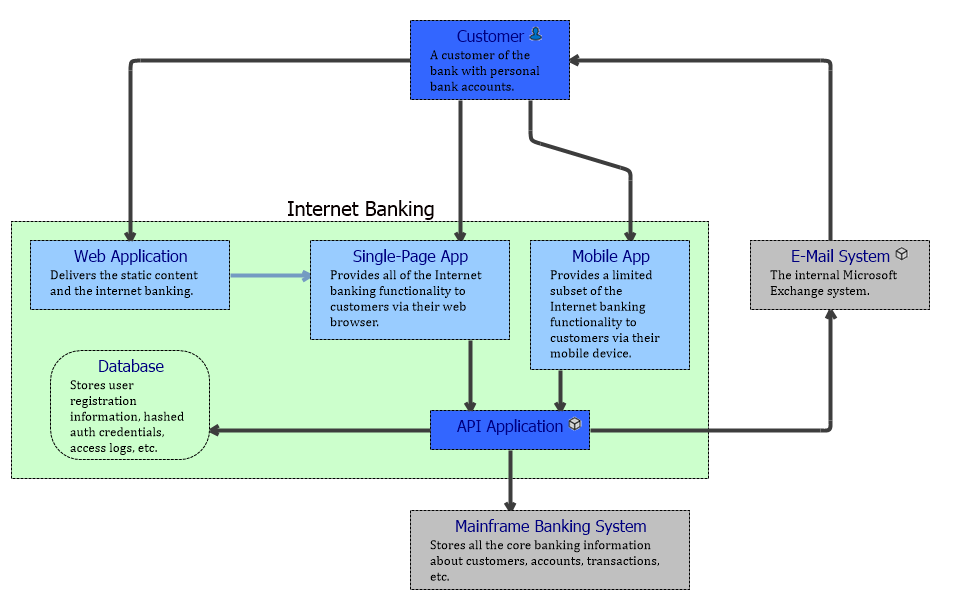 Customer
A customer of the
bank with personal
bank accounts.
Internet Banking
Web Application
Delivers the static content
and the internet banking.
Single-Page App
Provides all of the Internet
banking functionality to
customers via their web
browser.
Mobile App
Provides a limited
subset of the
Internet banking
functionality to
customers via their
mobile device.
E-Mail System
The internal Microsoft
Exchange system.
Database
Stores user
registration
information, hashed
auth credentials,
access logs, etc.
API Application
Mainframe Banking System
Stores all the core banking information
about customers, accounts, transactions,
etc.